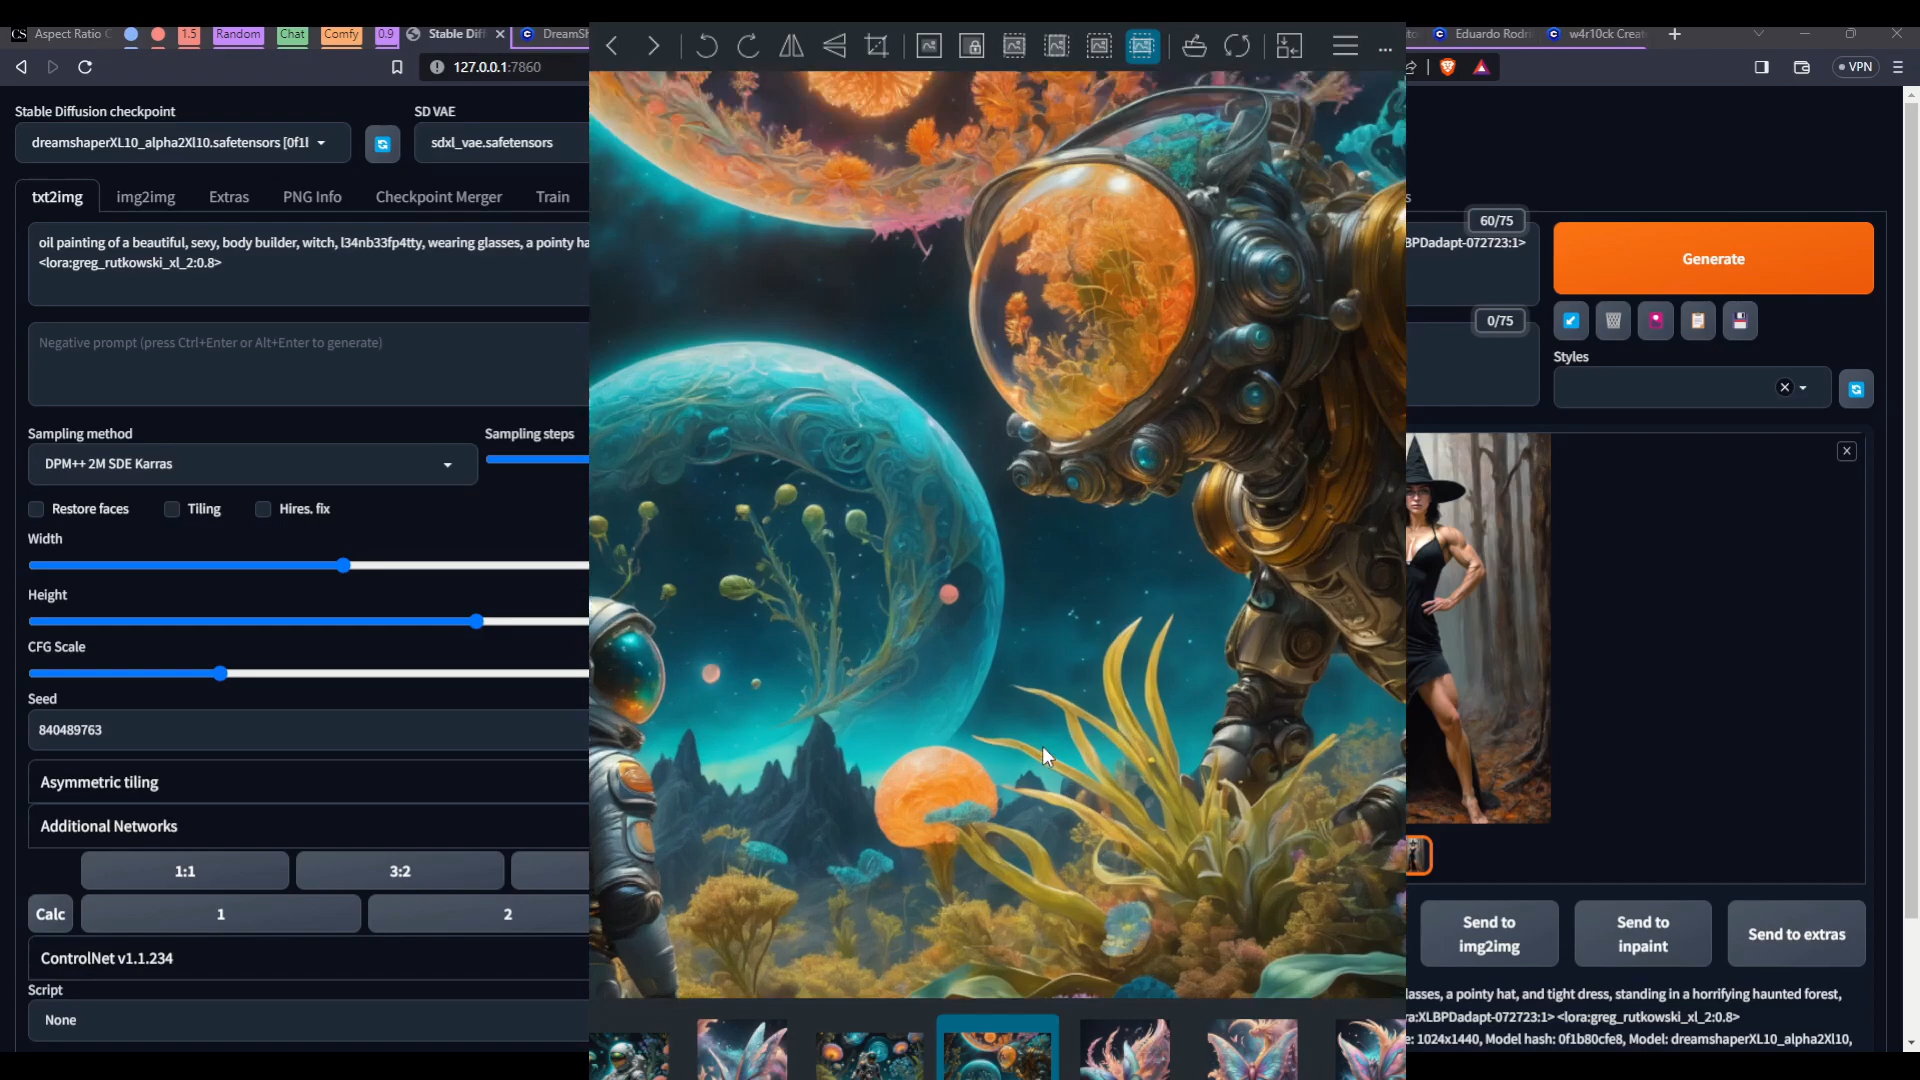 CS Aspect Ratio C 1.5 Random Chat Comfy 0.9 Stable Diff DreamSh Eduardo Rodri w4r10ck Creat
127.0.0.1:7860 VPN
Stable Diffusion checkpoint SD VAE
dreamshaperXL10_alpha2Xl10.safetensors [0f1l sdxl_vae.safetensors
txt2img img2img Extras PNG Info Checkpoint Merger Train
60/75
oil painting of a beautiful, sexy, body builder, witch, l34nb33fp4tty, wearing glasses, a pointy ha BPDadapt-072723:1>
<lora:greg_rutkowski_xl_2:0.8>
Generate
0/75
Negative prompt (press Ctrl+Enter or Alt+Enter to generate)
Styles
Sampling method Sampling steps
DPM++ 2M SDE Karras
Restore faces Tiling Hires. fix
Width
Height
CFG Scale
Seed
840489763
Asymmetric tiling
Additional Networks
1:1 3:2
Calc 1 2
Send to img2img
Send to inpaint
Send to extras
ControlNet v1.1.234
Script
None
lasses, a pointy hat, and tight dress, standing in a horrifying haunted forest,
ra:XLBPDadapt-072723:1> <lora:greg_rutkowski_xl_2:0.8>
e: 1024x1440, Model hash: 0f1b80cfe8, Model: dreamshaperXL10_alpha2Xl10,